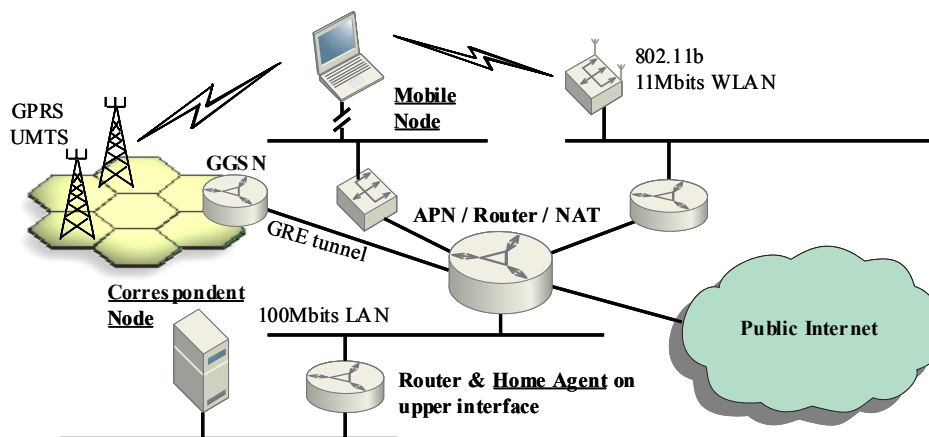 802.11b
11Mbits WLAN
Mobile
Node
GPRS
UMTS
GGSN
APN / Router / NAT
GRE tunnel
Correspondent
Node
100Mbits LAN
Public Internet
Router & Home Agent on
upper interface